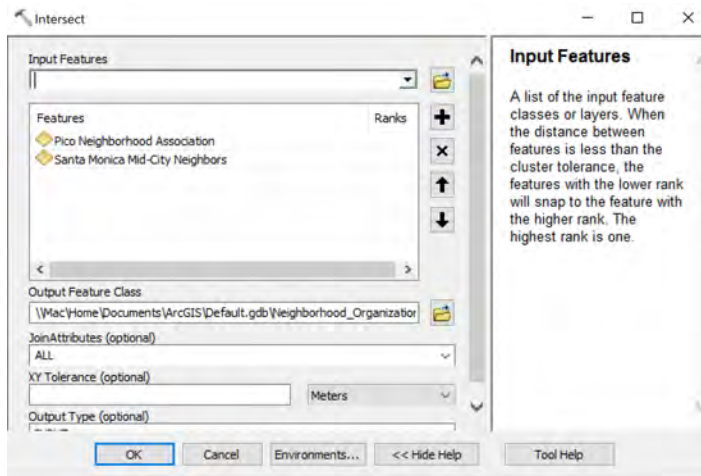 Intersect
Input Features
Features Ranks
Pico Neighborhood Association
Santa Monica Mid-City Neighbors
Output Feature Class
\\Mac\Home\Documents\ArcGIS\Default.gdb\Neighborhood_Organization
JoinAttributes (optional)
ALL
XY Tolerance (optional)
Meters
Output Type (optional)
OK Cancel Environments... << Hide Help Tool Help
Input Features
A list of the input feature
classes or layers. When
the distance between
features is less than the
cluster tolerance, the
features with the lower rank
will snap to the feature with
the higher rank. The
highest rank is one.